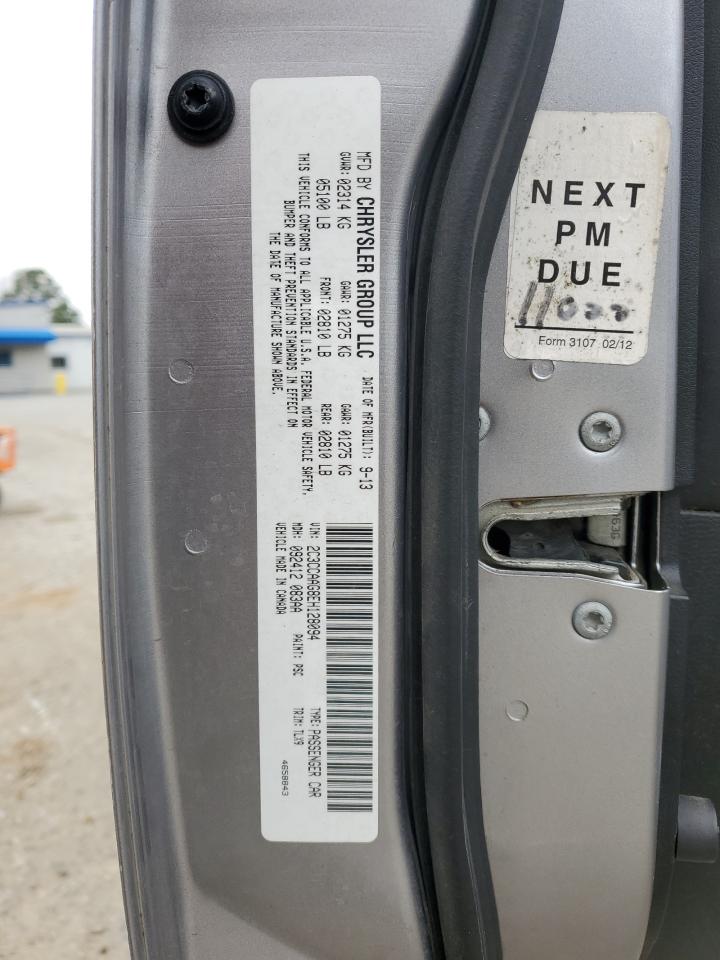 MFD BY CHRYSLER GROUP LLC
DATE OF MFR(BUILT): 9-13
GVWR: 02314 KG
GAWR: 01275 KG
GAWR: 01275 KG
05100 LB
FRONT: 02810 LB
REAR: 02810 LB
THIS VEHICLE CONFORMS TO ALL APPLICABLE U.S.A. FEDERAL MOTOR VEHICLE SAFETY,
BUMPER AND THEFT PREVENTION STANDARDS IN EFFECT ON
THE DATE OF MANUFACTURE SHOWN ABOVE.
VIN: 2C3CCAAG8EH128094
TYPE: PASSENGER CAR
MDH: 092412 083AA
PAINT: PSC
TRIM: TLX9
VEHICLE MADE IN CANADA
4658843
NEXT
PM
DUE
Form 3107 02/12